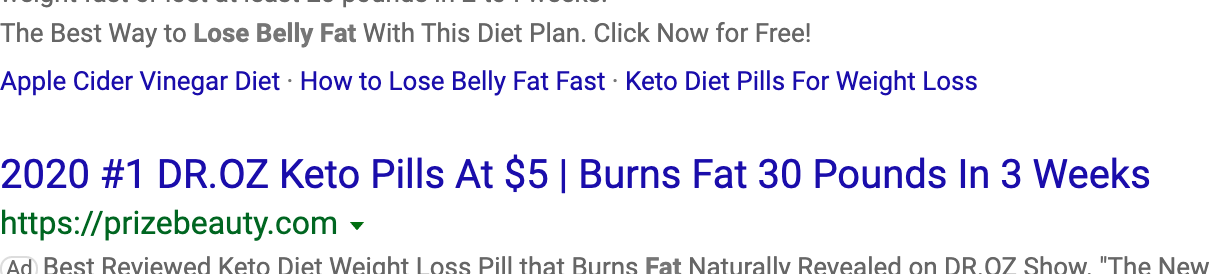 The Best Way to Lose Belly Fat With This Diet Plan. Click Now for Free!
Apple Cider Vinegar Diet · How to Lose Belly Fat Fast · Keto Diet Pills For Weight Loss
2020 #1 DR.OZ Keto Pills At $5 | Burns Fat 30 Pounds In 3 Weeks
https://prizebeauty.com
Ad Best Reviewed Keto Diet Weight Loss Pill that Burns Fat Naturally Revealed on DR.OZ Show. "The New